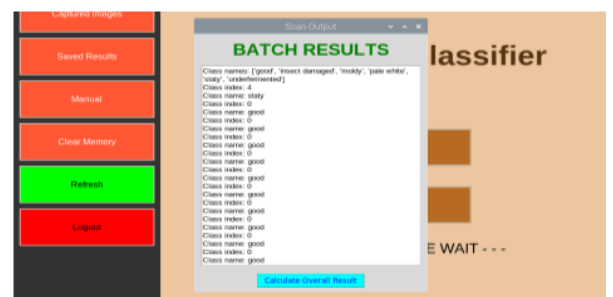 Captured Images
Saved Results
Manual
Clear Memory
Refresh
Logout
Scan Output
BATCH RESULTS
Class names: ['good', 'insect damaged', 'moldy', 'pale white',
'slaty', 'underfermented']
Class index: 4
Class name: slaty
Class index: 0
Class name: good
Class index: 0
Class name: good
Class index: 0
Class name: good
Class index: 0
Class name: good
Class index: 0
Class name: good
Class index: 0
Class name: good
Class index: 0
Class name: good
Class index: 0
Class name: good
Class index: 0
Class name: good
Class index: 0
Class name: good
Calculate Overall Result
lassifier
E WAIT - - -